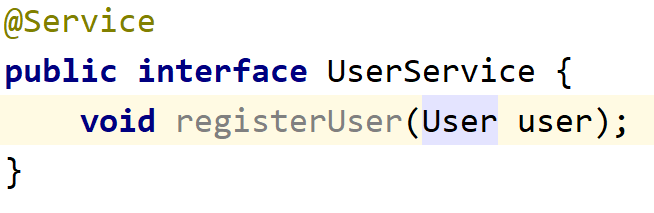 @Service
public interface UserService {
    void registerUser(User user);
}